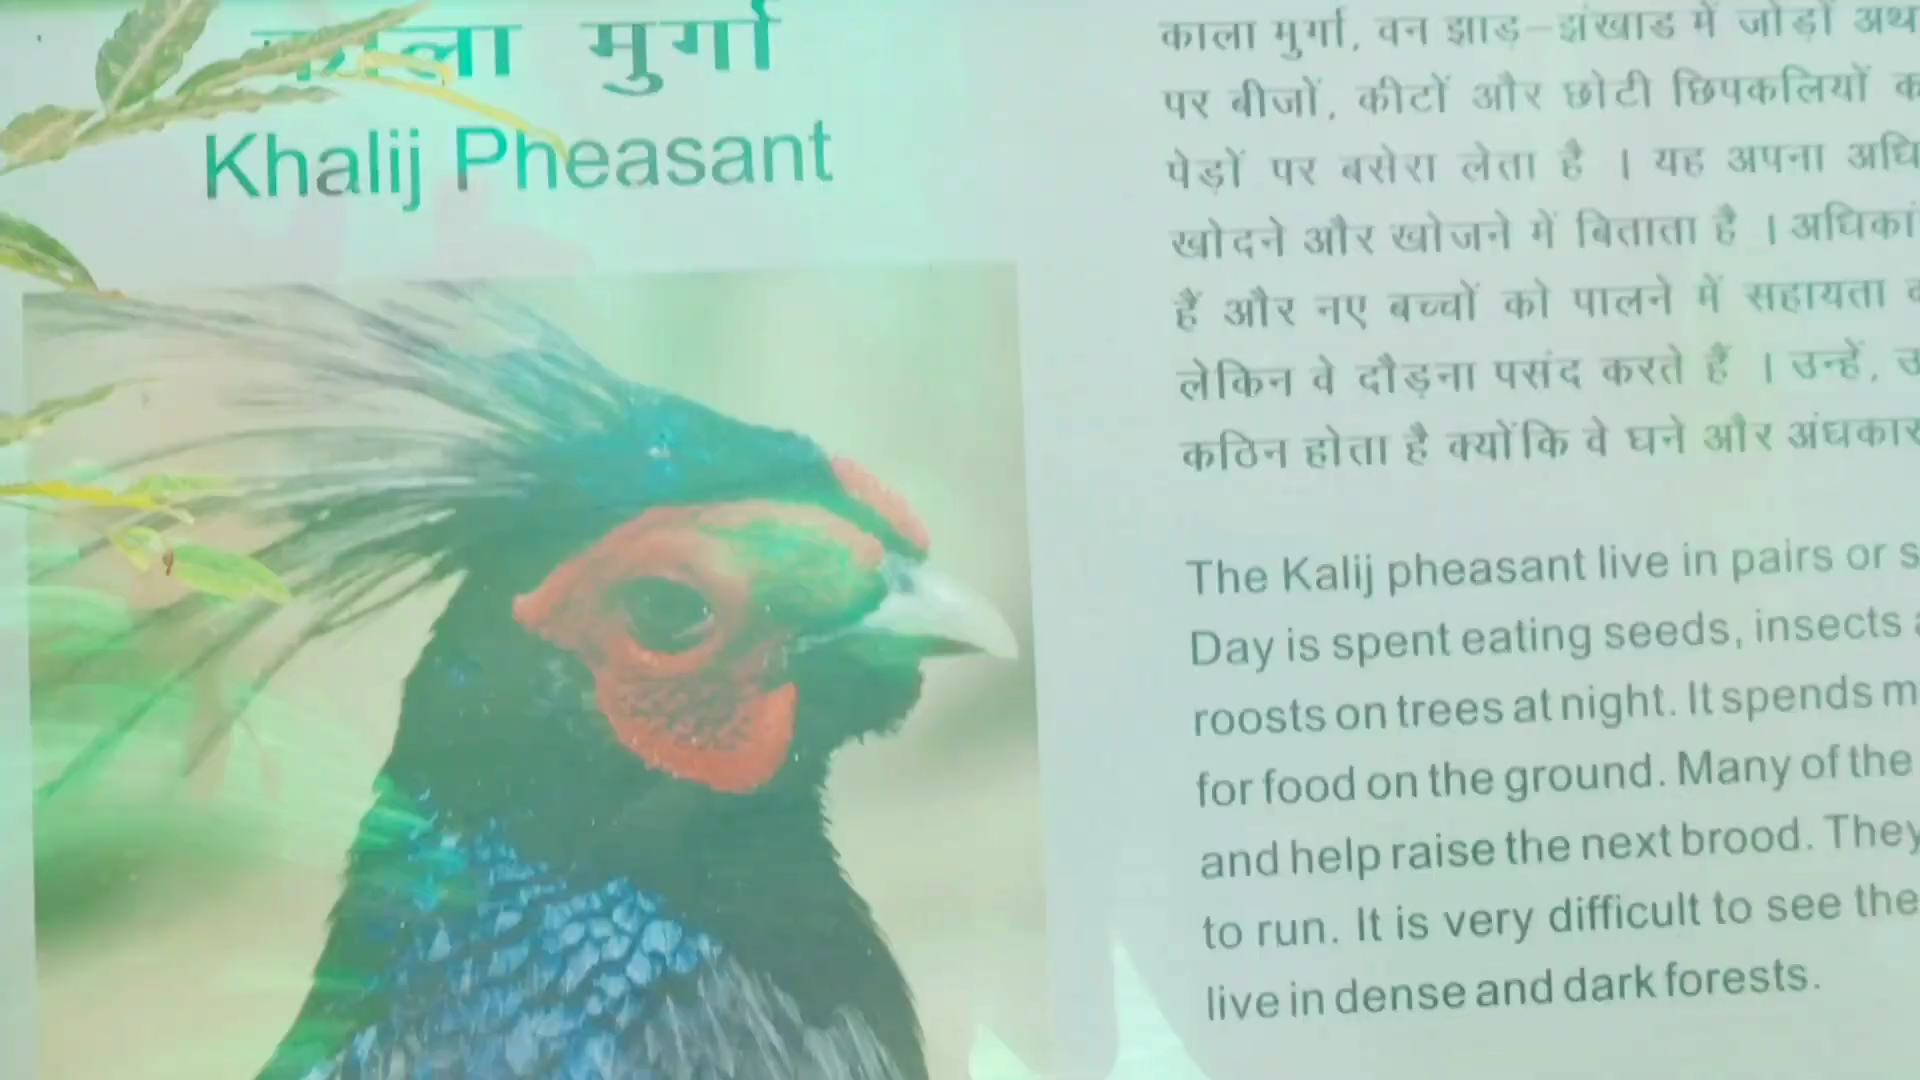 काला मुर्गा
Khalij Pheasant
काला मुर्गा, वन झाड़-झंखाड में जोड़ों
पर बीजों, कीटों और छोटी छिपकलियों
पेड़ों पर बसेरा लेता है । यह अपना
खोदने और खोजने में बिताता है ।
हैं और नए बच्चों को पालने में सहायता
लेकिन वे दौड़ना पसंद करते हैं । उन्हें,
कठिन होता है क्योंकि वे घने और
The Kalij pheasant live in pairs or
Day is spent eating seeds, insects
roosts on trees at night. It spends
for food on the ground. Many of the
and help raise the next brood. They
to run. It is very difficult to see
live in dense and dark forests.